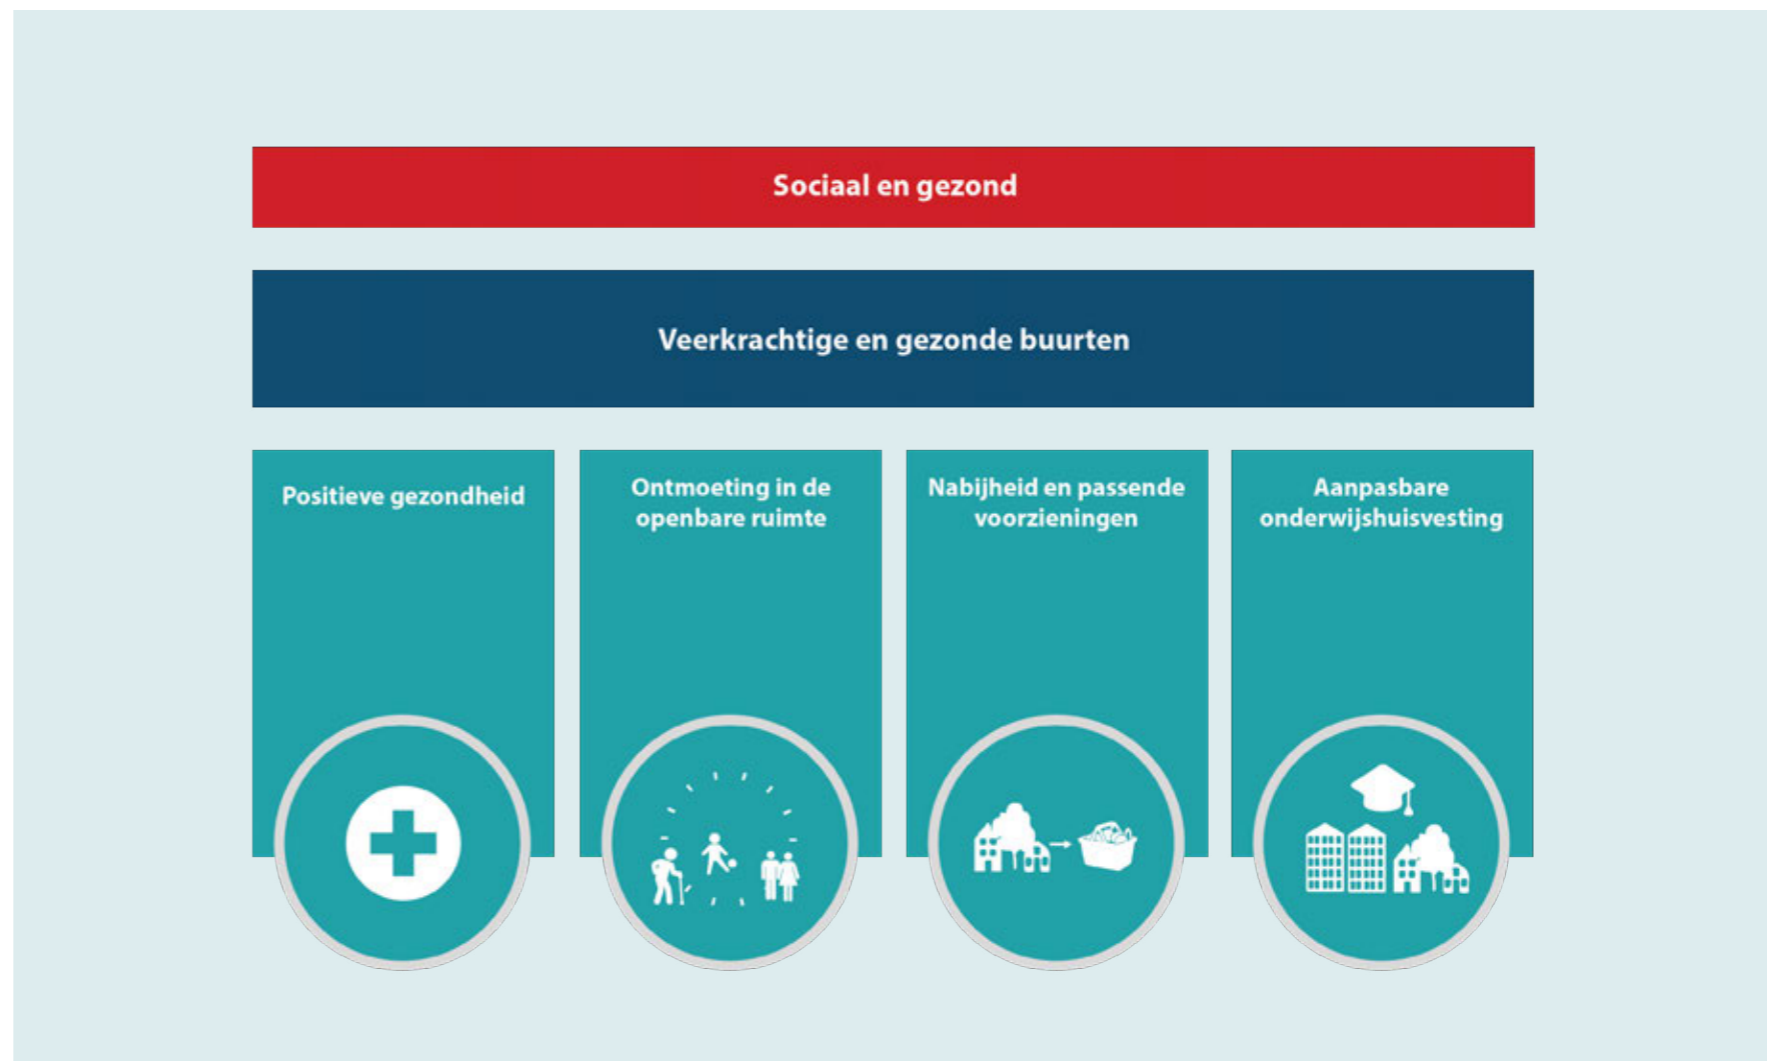 Sociaal en gezond
Veerkrachtige en gezonde buurten
Positieve gezondheid
Ontmoeting in de
openbare ruimte
Nabijheid en passende
voorzieningen
Aanpasbare
onderwijshuisvesting